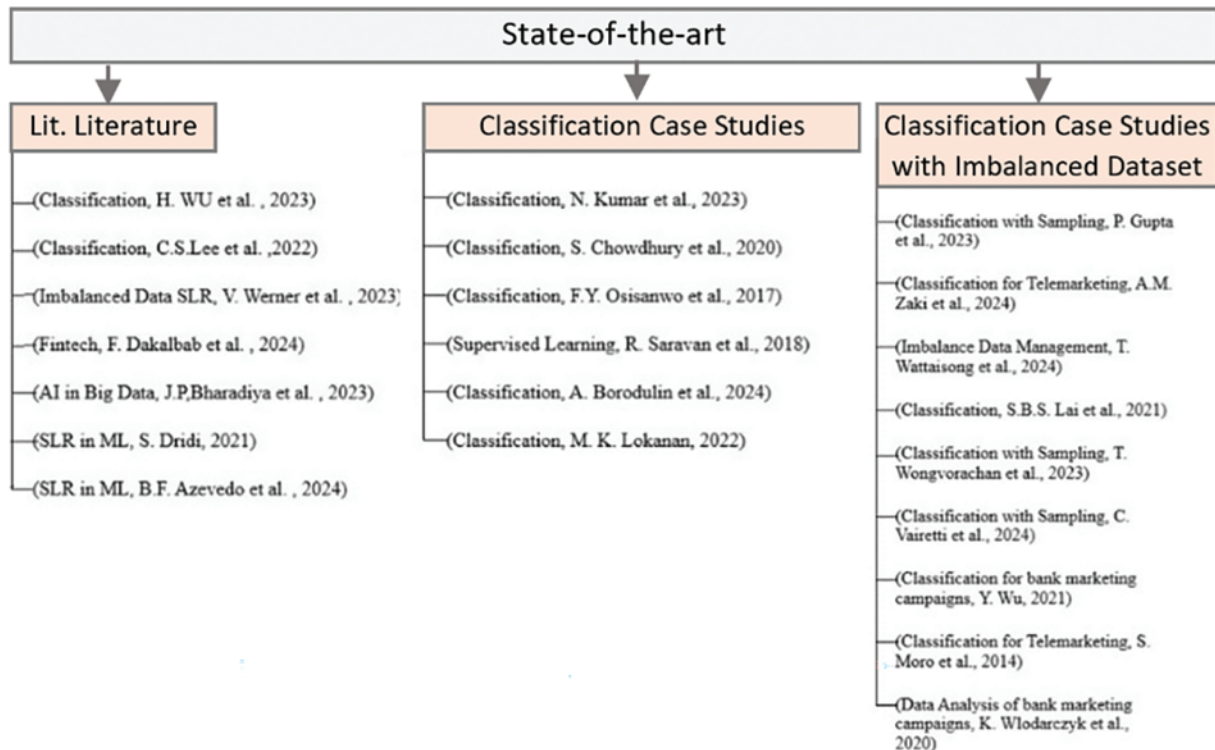 State-of-the-art
Lit. Literature
(Classification, H. WU et al. , 2023)
(Classification, C.S.Lee et al. ,2022)
(Imbalanced Data SLR, V. Werner et al. , 2023)
(Fintech, F. Dakalbab et al. , 2024)
(AI in Big Data, J.P,Bharadiya et al. , 2023)
(SLR in ML, S. Dridi, 2021)
(SLR in ML, B.F. Azevedo et al. , 2024)
Classification Case Studies
(Classification, N. Kumar et al., 2023)
(Classification, S. Chowdhury et al., 2020)
(Classification, F.Y. Osisanwo et al., 2017)
(Supervised Learning, R. Saravan et al., 2018)
(Classification, A. Borodulin et al., 2024)
(Classification, M. K. Lokanan, 2022)
Classification Case Studies
with Imbalanced Dataset
(Classification with Sampling, P. Gupta
et al., 2023)
(Classification for Telemarketing, A.M.
Zaki et al., 2024)
(Imbalance Data Management, T.
Wattaisong et al., 2024)
(Classification, S.B.S. Lai et al., 2021)
(Classification with Sampling, T.
Wongvorachan et al., 2023)
(Classification with Sampling, C.
Vairetti et al., 2024)
(Classification for bank marketing
campaigns, Y. Wu, 2021)
(Classification for Telemarketing, S.
Moro et al., 2014)
(Data Analysis of bank marketing
campaigns, K. Wlodarczyk et al.,
2020)